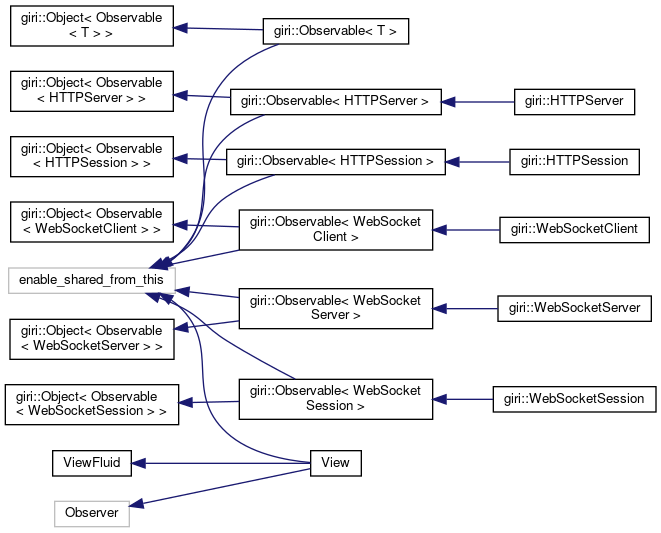 giri::Object< Observable
< T > >
giri::Observable< T >
giri::Object< Observable
< HTTPServer > >
giri::Observable< HTTPServer >
giri::HTTPServer
giri::Object< Observable
< HTTPSession > >
giri::Observable< HTTPSession >
giri::HTTPSession
giri::Object< Observable
< WebSocketClient > >
giri::Observable< WebSocket
Client >
giri::WebSocketClient
enable_shared_from_this
giri::Observable< WebSocket
Server >
giri::WebSocketServer
giri::Object< Observable
< WebSocketServer > >
giri::Object< Observable
< WebSocketSession > >
giri::Observable< WebSocket
Session >
giri::WebSocketSession
ViewFluid
View
Observer